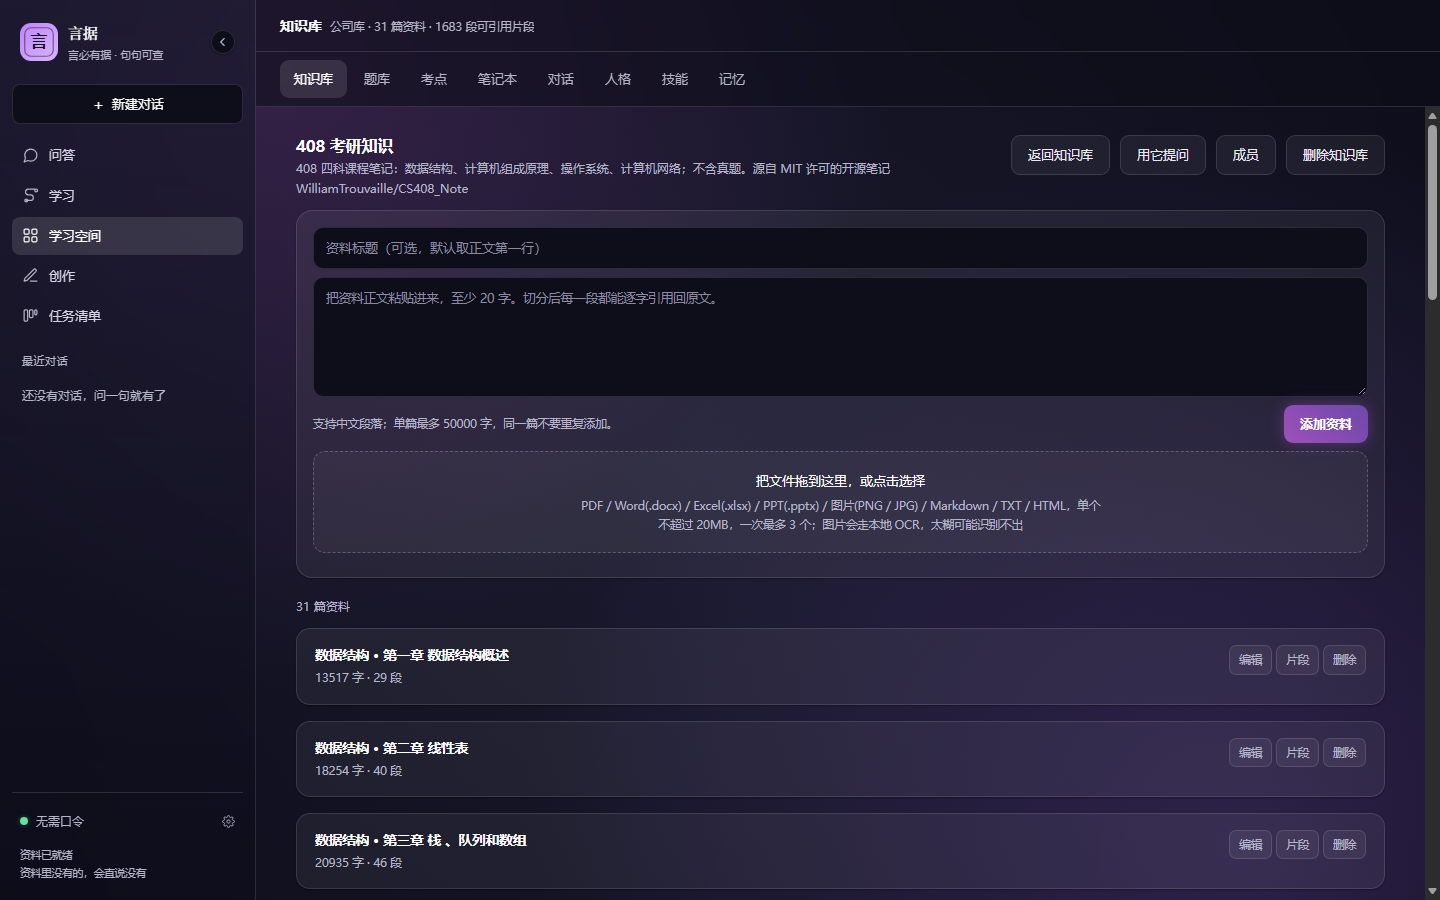 言
言据
言必有据 · 句句可查
+ 新建对话
问答
学习
学习空间
创作
任务清单
最近对话
还没有对话，问一句就有了
无需口令
资料已就绪
资料里没有的，会直说没有
知识库 公司库 · 31 篇资料 · 1683 段可引用片段
知识库 题库 考点 笔记本 对话 人格 技能 记忆
408 考研知识
408 四科课程笔记：数据结构、计算机组成原理、操作系统、计算机网络；不含真题。源自 MIT 许可的开源笔记
WilliamTrouvaille/CS408_Note
返回知识库 用它提问 成员 删除知识库
资料标题（可选，默认取正文第一行）
把资料正文粘贴进来，至少 20 字。切分后每一段都能逐字引用回原文。
支持中文段落；单篇最多 50000 字，同一篇不要重复添加。
添加资料
把文件拖到这里，或点击选择
PDF / Word(.docx) / Excel(.xlsx) / PPT(.pptx) / 图片(PNG / JPG) / Markdown / TXT / HTML，单个
不超过 20MB，一次最多 3 个；图片会走本地 OCR，太糊可能识别不出
31 篇资料
数据结构 • 第一章 数据结构概述
13517 字 · 29 段
编辑 片段 删除
数据结构 • 第二章 线性表
18254 字 · 40 段
编辑 片段 删除
数据结构 • 第三章 栈 、队列和数组
20935 字 · 46 段
编辑 片段 删除